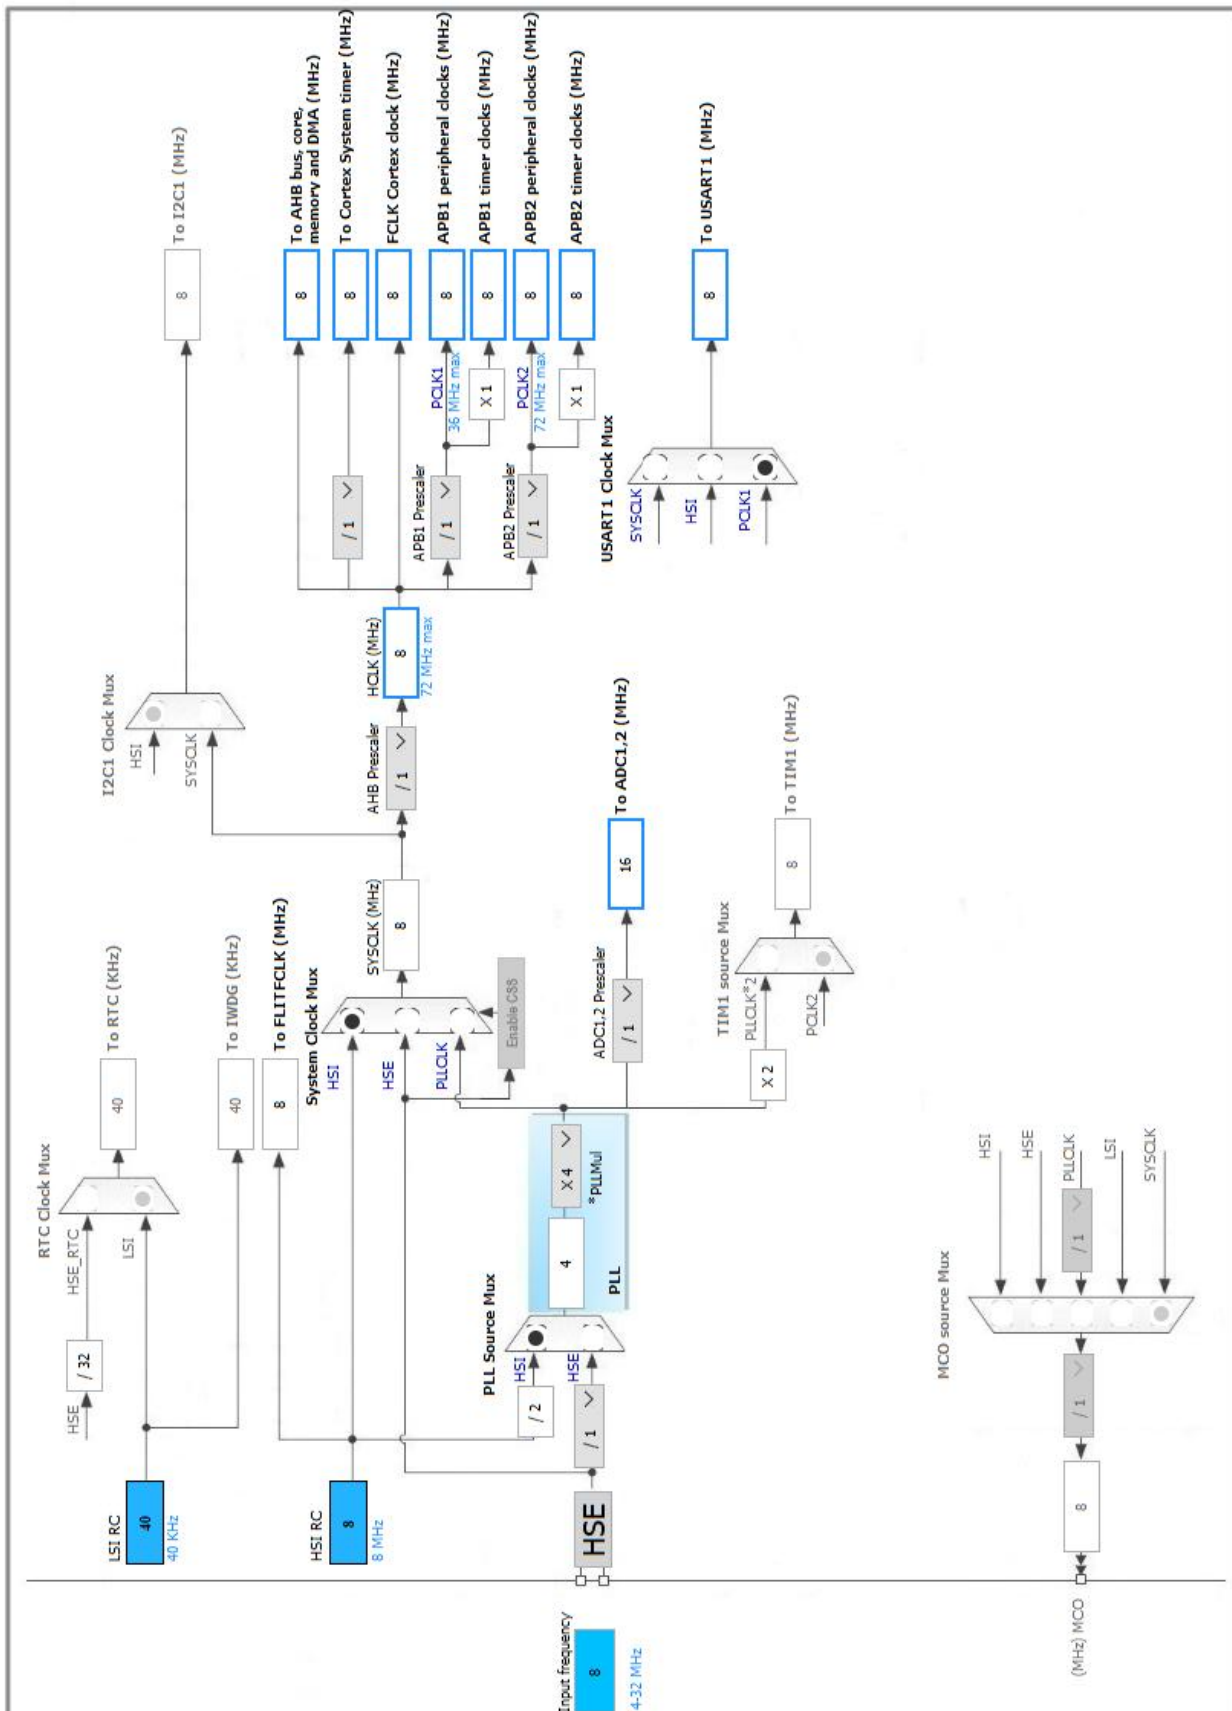 RTC Clock Mux
HSE
/ 32
HSE_RTC
LSI
40
To RTC (KHz)
LSI RC
40
40 KHz
40
To IWDG (KHz)
I2C1 Clock Mux
HSI
SYSCLK
8
To I2C1 (MHz)
8
To FLITFCLK (MHz)
HSI RC
8
8 MHz
System Clock Mux
HSI
HSE
PLLCLK
Enable CSS
SYSCLK (MHz)
8
AHB Prescaler
/ 1
HCLK (MHz)
8
72 MHz max
8
To AHB bus, core,
memory and DMA (MHz)
/ 1
8
To Cortex System timer (MHz)
8
FCLK Cortex clock (MHz)
APB1 Prescaler
/ 1
PCLK1
36 MHz max
8
APB1 peripheral clocks (MHz)
X 1
8
APB1 timer clocks (MHz)
APB2 Prescaler
/ 1
PCLK2
72 MHz max
8
APB2 peripheral clocks (MHz)
X 1
8
APB2 timer clocks (MHz)
Input frequency
8
4-32 MHz
HSE
/ 1
/ 2
PLL Source Mux
HSI
HSE
4
X 4
*PLLMul
PLL
ADC1,2 Prescaler
/ 1
16
To ADC1,2 (MHz)
X 2
TIM1 source Mux
PLLCLK*2
PCLK2
8
To TIM1 (MHz)
USART1 Clock Mux
SYSCLK
HSI
PCLK1
8
To USART1 (MHz)
MCO source Mux
HSI
HSE
PLLCLK
/ 1
LSI
SYSCLK
/ 1
8
(MHz) MCO